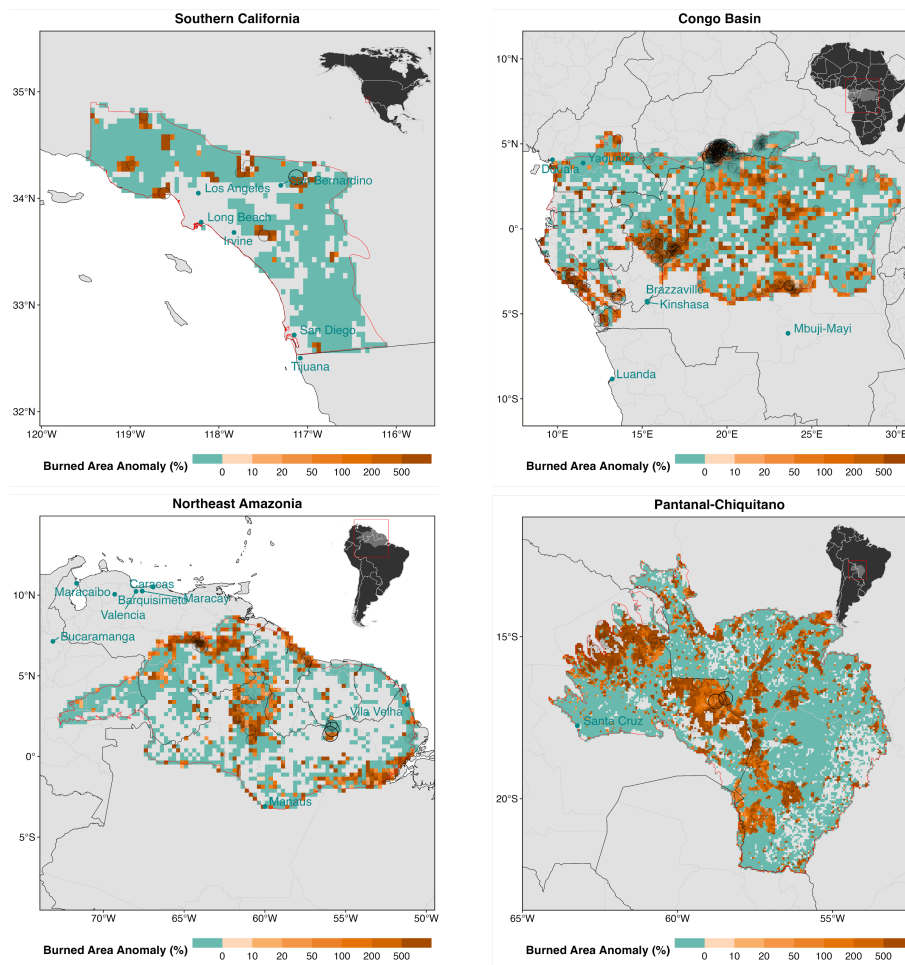 Southern California
35°N
34°N
33°N
32°N
Los Angeles
San Bernardino
Long Beach
Irvine
San Diego
Tijuana
120°W 119°W 118°W 117°W 116°W
Burned Area Anomaly (%) 0 10 20 50 100 200 500
Congo Basin
10°N
5°N
0°
5°S
10°S
Yaounde
Douala
Brazzaville
Kinshasa
Mbuji-Mayi
Luanda
10°E 15°E 20°E 25°E 30°E
Burned Area Anomaly (%) 0 10 20 50 100 200 500
Northeast Amazonia
10°N
5°N
0°
5°S
Maracaibo
Caracas
Barquisimeto
Maracay
Valencia
Bucaramanga
Vila Velha
Manaus
70°W 65°W 60°W 55°W 50°W
Burned Area Anomaly (%) 0 10 20 50 100 200 500
Pantanal-Chiquitano
15°S
20°S
Santa Cruz
65°W 60°W 55°W
Burned Area Anomaly (%) 0 10 20 50 100 200 500